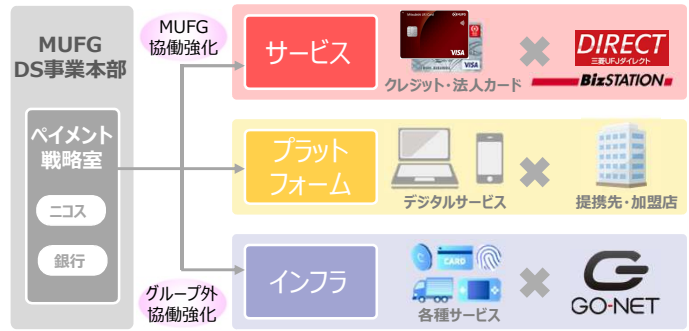 MUFG
DS事業本部
ペイメント
戦略室
ニコス
銀行
MUFG
協働強化
グループ外
協働強化
サービス
VISA
VISA
クレジット・法人カード
DIRECT
三菱UFJダイレクト
BizSTATION
プラット
フォーム
デジタルサービス
提携先・加盟店
インフラ
CARD
各種サービス
GO-NET